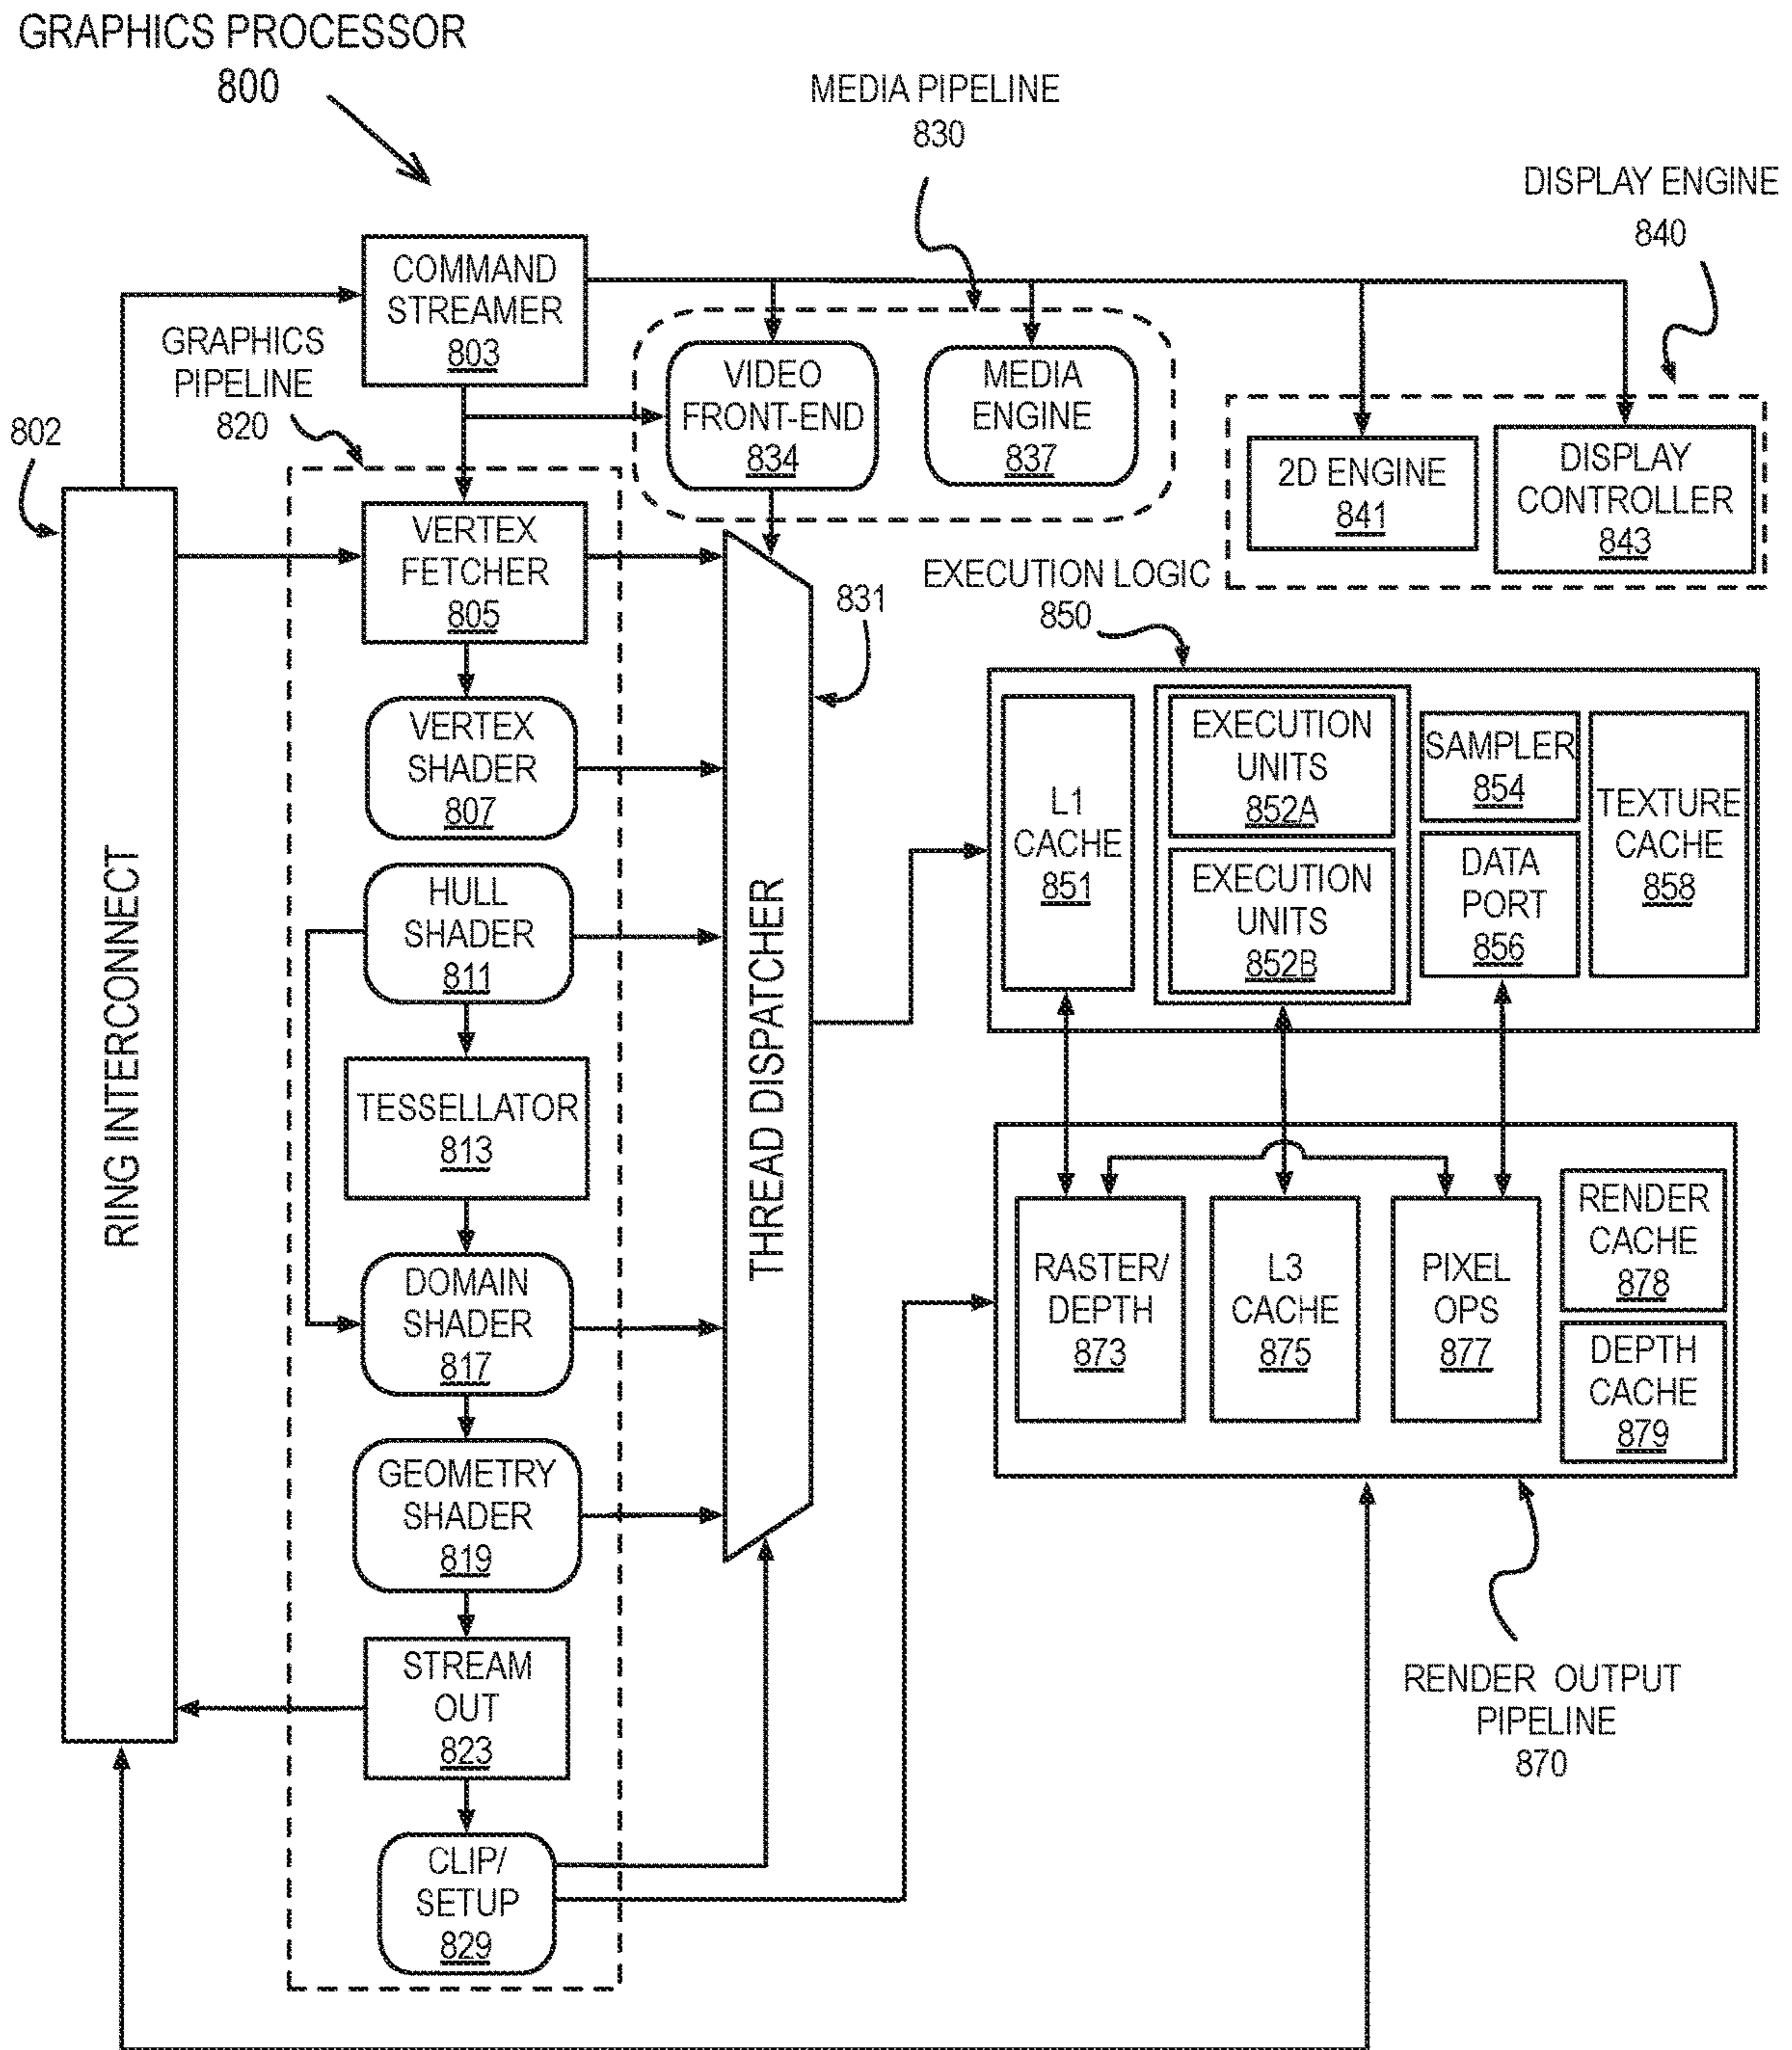 GRAPHICS PROCESSOR
800
MEDIA PIPELINE
830
DISPLAY ENGINE
840
COMMAND
STREAMER
803
GRAPHICS
PIPELINE
820
VIDEO
FRONT-END
834
MEDIA
ENGINE
837
2D ENGINE
841
DISPLAY
CONTROLLER
843
802
RING INTERCONNECT
VERTEX
FETCHER
805
VERTEX
SHADER
807
HULL
SHADER
811
TESSELLATOR
813
DOMAIN
SHADER
817
GEOMETRY
SHADER
819
STREAM
OUT
823
CLIP/
SETUP
829
THREAD DISPATCHER
831
EXECUTION LOGIC
850
L1
CACHE
851
EXECUTION
UNITS
852A
EXECUTION
UNITS
852B
SAMPLER
854
DATA
PORT
856
TEXTURE
CACHE
858
RASTER/
DEPTH
873
L3
CACHE
875
PIXEL
OPS
877
RENDER
CACHE
878
DEPTH
CACHE
879
RENDER OUTPUT
PIPELINE
870